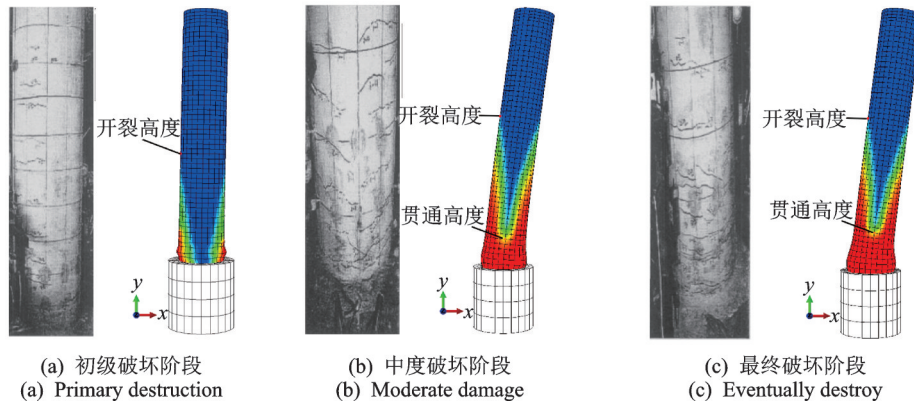 开裂高度
y
x
(a) 初级破坏阶段
(a) Primary destruction
开裂高度
贯通高度
y
x
(b) 中度破坏阶段
(b) Moderate damage
开裂高度
贯通高度
y
x
(c) 最终破坏阶段
(c) Eventually destroy